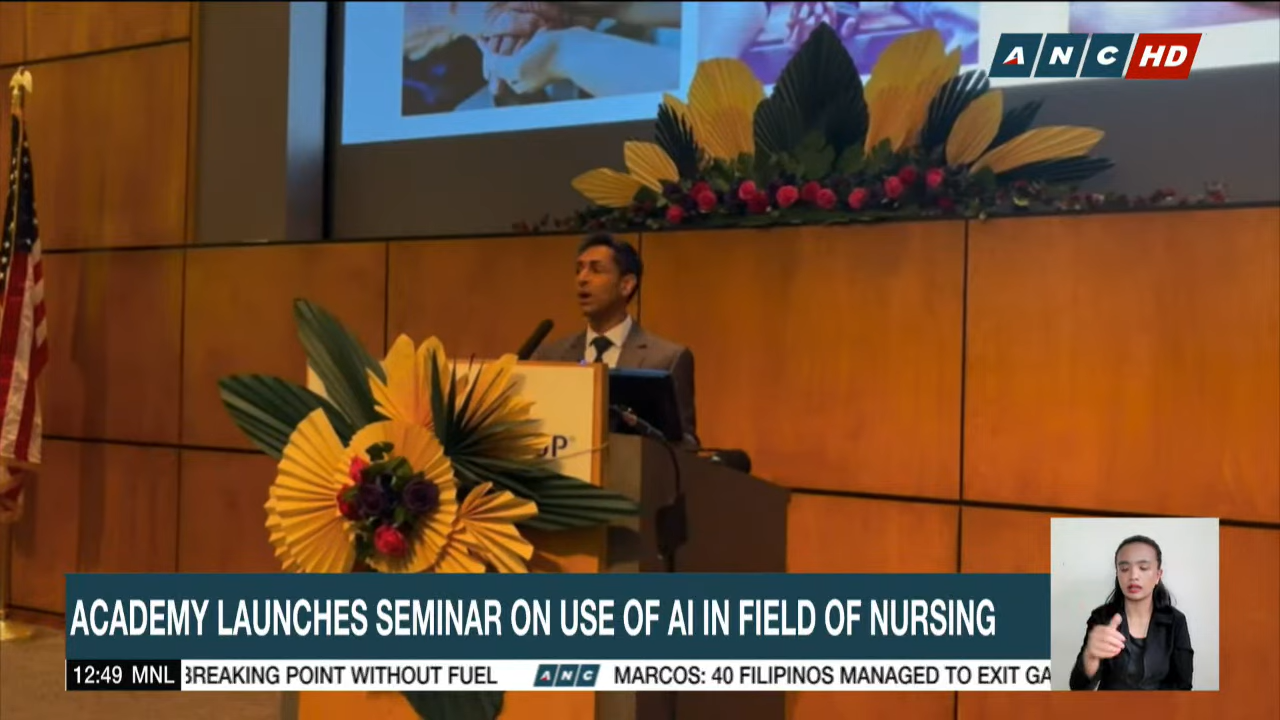 ANC HD
ACADEMY LAUNCHES SEMINAR ON USE OF AI IN FIELD OF NURSING
12:49 MNL BREAKING POINT WITHOUT FUEL ANC MARCOS: 40 FILIPINOS MANAGED TO EXIT GA